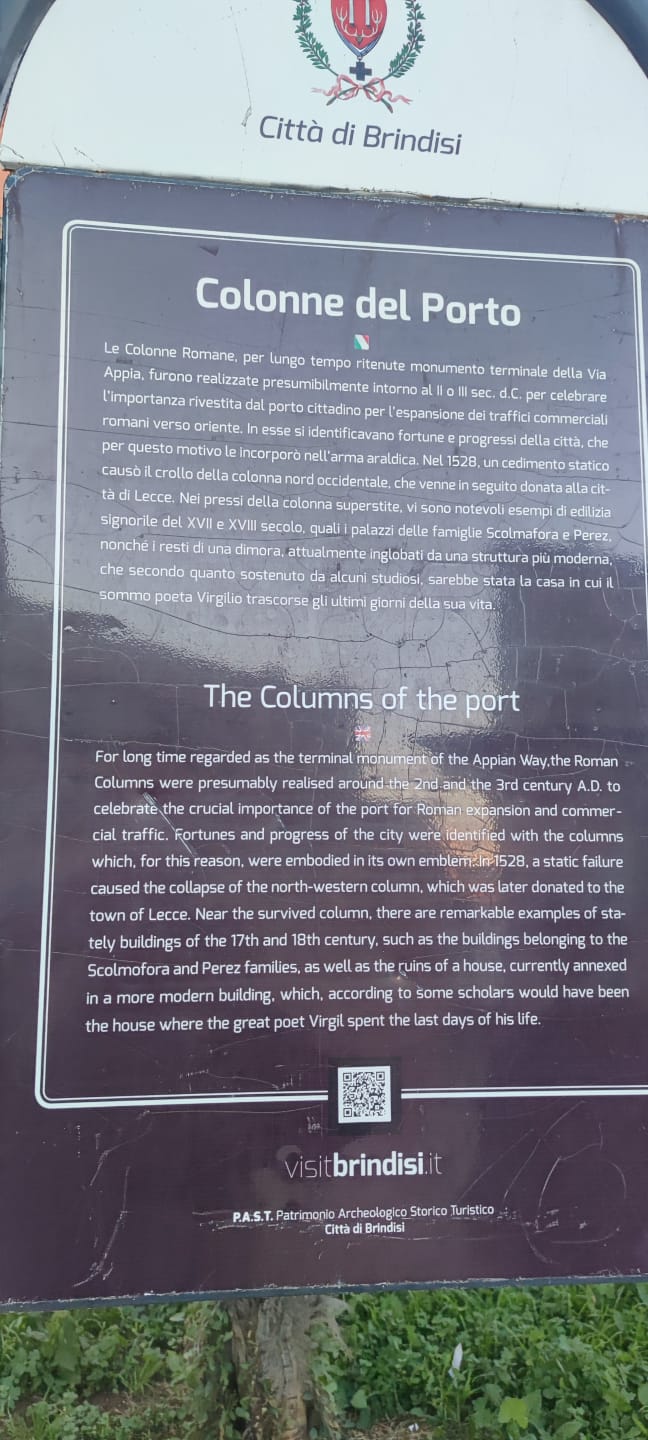 Città di Brindisi
Colonne del Porto
Le Colonne Romane, per lungo tempo ritenute monumento terminale della Via
Appia, furono realizzate presumibilmente intorno al II o III sec. d.C. per celebrare
l'importanza rivestita dal porto cittadino per l'espansione dei traffici commerciali
romani verso oriente. In esse si identificavano fortune e progressi della città, che
per questo motivo le incorporò nell'arma araldica. Nel 1528, un cedimento statico
causò il crollo della colonna nord occidentale, che venne in seguito donata alla cit-
tà di Lecce. Nei pressi della colonna superstite, vi sono notevoli esempi di edilizia
signorile del XVII e XVIII secolo, quali i palazzi delle famiglie Scolmafora e Perez,
nonché i resti di una dimora, attualmente inglobati da una struttura più moderna,
che secondo quanto sostenuto da alcuni studiosi, sarebbe stata la casa in cui il
sommo poeta Virgilio trascorse gli ultimi giorni della sua vita.
The Columns of the port
For long time regarded as the terminal monument of the Appian Way,the Roman
Columns were presumably realised around the 2nd and the 3rd century A.D. to
celebrate the crucial importance of the port for Roman expansion and commer-
cial traffic. Fortunes and progress of the city were identified with the columns
which, for this reason, were embodied in its own emblem. In 1528, a static failure
caused the collapse of the north-western column, which was later donated to the
town of Lecce. Near the survived column, there are remarkable examples of sta-
tely buildings of the 17th and 18th century, such as the buildings belonging to the
Scolmofora and Perez families, as well as the ruins of a house, currently annexed
in a more modern building, which, according to some scholars would have been
the house where the great poet Virgil spent the last days of his life.
visitbrindisi.it
P.A.S.T. Patrimonio Archeologico Storico Turistico
Città di Brindisi